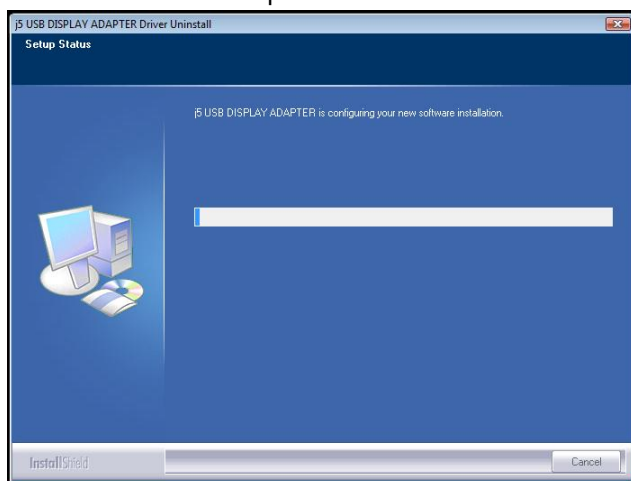 j5 USB DISPLAY ADAPTER Driver Uninstall
Setup Status
j5 USB DISPLAY ADAPTER is configuring your new software installation.
InstallShield
Cancel